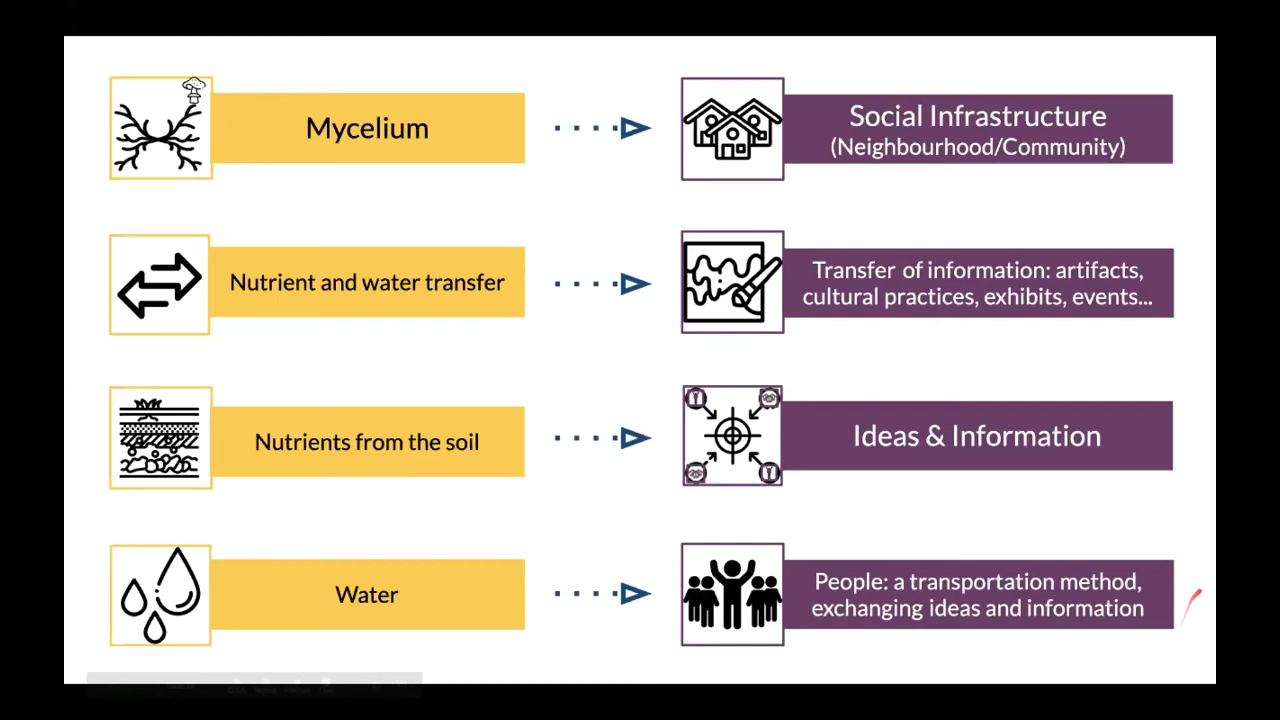 Mycelium
Social Infrastructure
(Neighbourhood/Community)
Nutrient and water transfer
Transfer of information: artifacts,
cultural practices, exhibits, events...
Nutrients from the soil
Ideas & Information
Water
People: a transportation method,
exchanging ideas and information